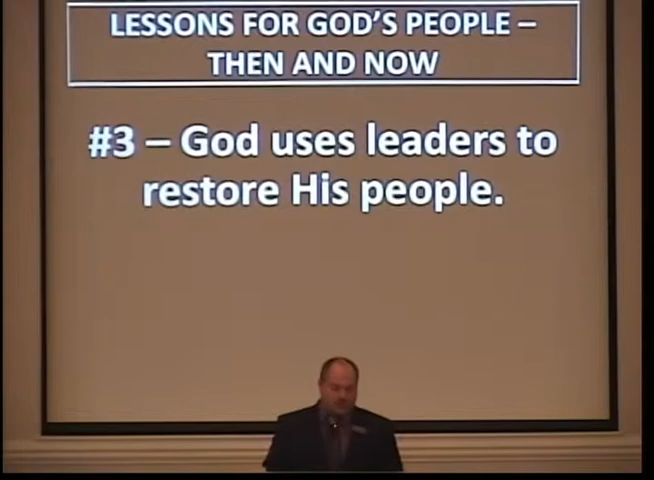 LESSONS FOR GOD'S PEOPLE –
THEN AND NOW
#3 – God uses leaders to
restore His people.